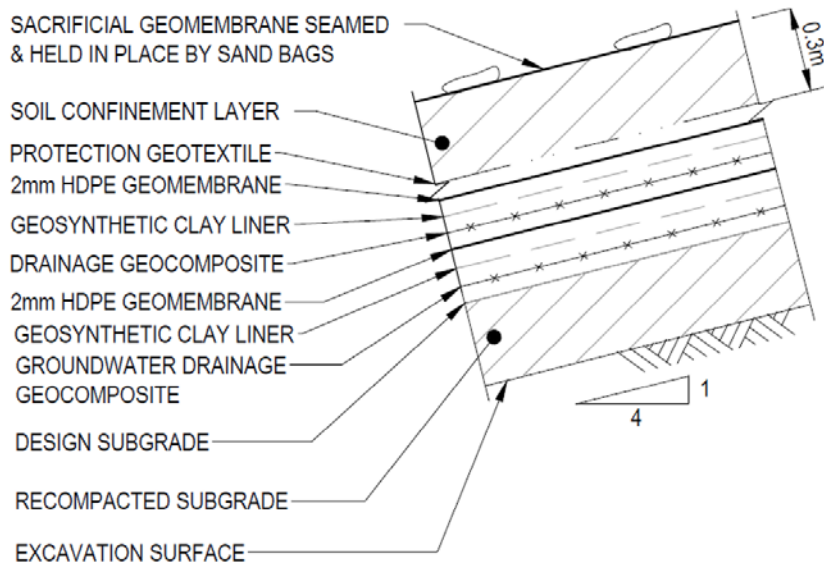 SACRIFICIAL GEOMEMBRANE SEAMED
& HELD IN PLACE BY SAND BAGS
0.3m
SOIL CONFINEMENT LAYER
PROTECTION GEOTEXTILE
2mm HDPE GEOMEMBRANE
GEOSYNTHETIC CLAY LINER
DRAINAGE GEOCOMPOSITE
2mm HDPE GEOMEMBRANE
GEOSYNTHETIC CLAY LINER
GROUNDWATER DRAINAGE
GEOCOMPOSITE
1
4
DESIGN SUBGRADE
RECOMPACTED SUBGRADE
EXCAVATION SURFACE